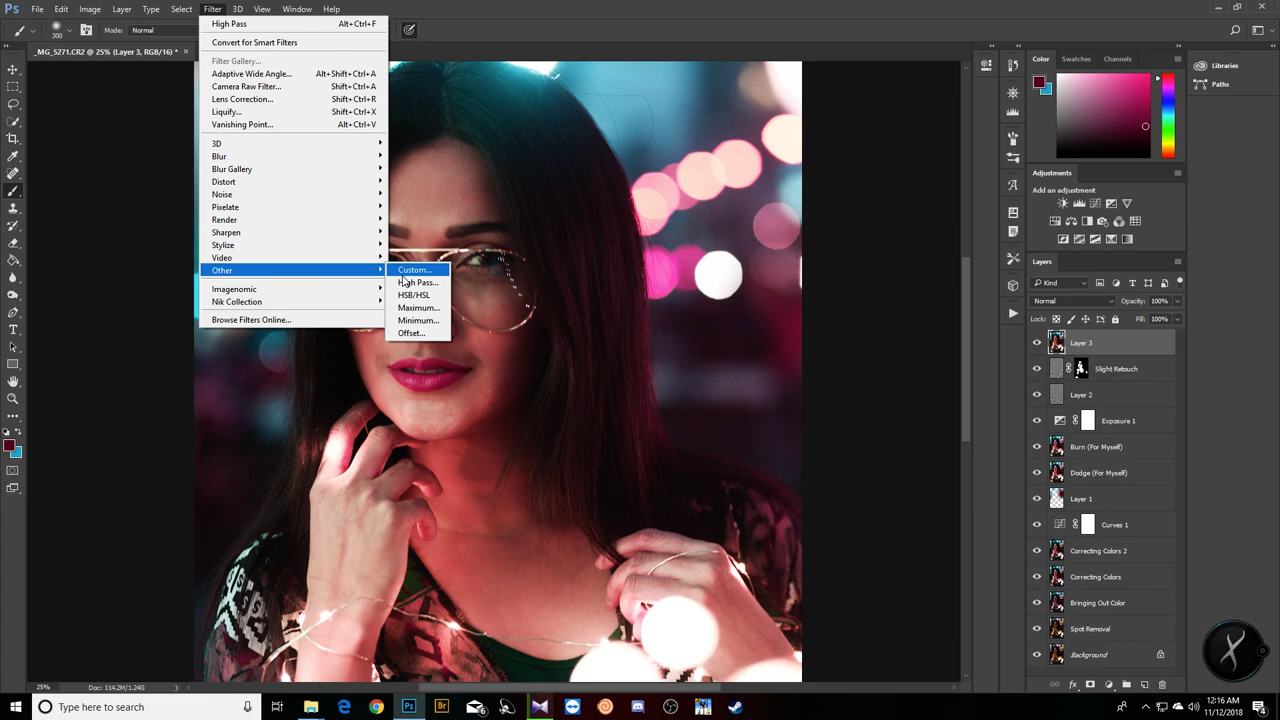 Ps File Edit Image Layer Type Select Filter 3D View Window Help
300 Mode: Normal
_MG_5271.CR2 @ 25% (Layer 3, RGB/16) * ×
High Pass Alt+Ctrl+F
Convert for Smart Filters
Filter Gallery...
Adaptive Wide Angle... Alt+Shift+Ctrl+A
Camera Raw Filter... Shift+Ctrl+A
Lens Correction... Shift+Ctrl+R
Liquify... Shift+Ctrl+X
Vanishing Point... Alt+Ctrl+V
3D
Blur
Blur Gallery
Distort
Noise
Pixelate
Render
Sharpen
Stylize
Video
Other
Imagenomic
Nik Collection
Browse Filters Online...
Custom...
High Pass...
HSB/HSL
Maximum...
Minimum...
Offset...
Color Swatches Channels
Libraries
Paths
Adjustments
Add an adjustment
Layers
Kind
Normal Opacity: 100%
Lock: Fill: 100%
Layer 3
Slight Retouch
Layer 2
Exposure 1
Burn (For Myself)
Dodge (For Myself)
Layer 1
Curves 1
Correcting Colors 2
Correcting Colors
Bringing Out Color
Spot Removal
Background
25% Doc: 114.2M/1.24G
Type here to search
Ps Br 6
12:16 AM
11/12/2018